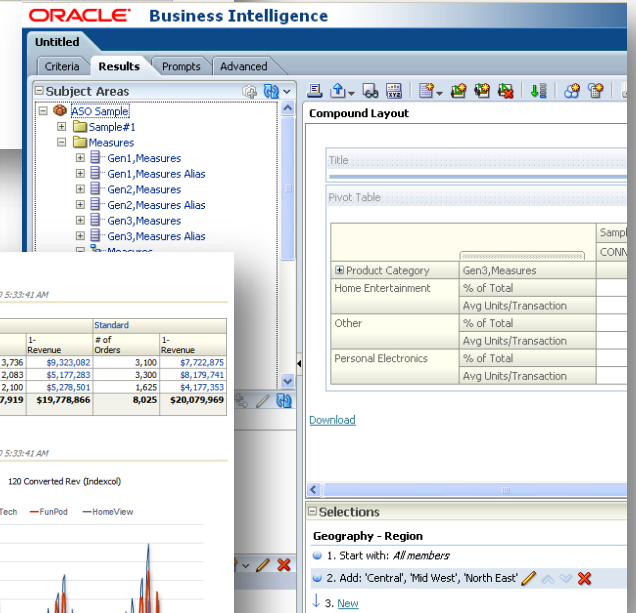 ORACLE Business Intelligence
Untitled
Criteria Results Prompts Advanced
Subject Areas
ASO Sample
Sample#1
Measures
Gen1,Measures
Gen1,Measures Alias
Gen2,Measures
Gen2,Measures Alias
Gen3,Measures
Gen3,Measures Alias
Measures
Compound Layout
Title
Pivot Table
CONN
Product Category Gen3,Measures
Home Entertainment % of Total
Avg Units/Transaction
Other % of Total
Avg Units/Transaction
Personal Electronics % of Total
Avg Units/Transaction
Download
Selections
Geography - Region
1. Start with: All members
2. Add: 'Central', 'Mid West', 'North East'
3. New
5:33:41 AM
Standard
1- Revenue # of Orders 1- Revenue
3,736 $9,323,082 3,100 $7,722,875
2,083 $5,177,283 3,300 $8,179,741
2,100 $5,278,501 1,625 $4,177,353
7,919 $19,778,866 8,025 $20,079,969
5:33:41 AM
120 Converted Rev (Indexcol)
Tech FunPod HomeView